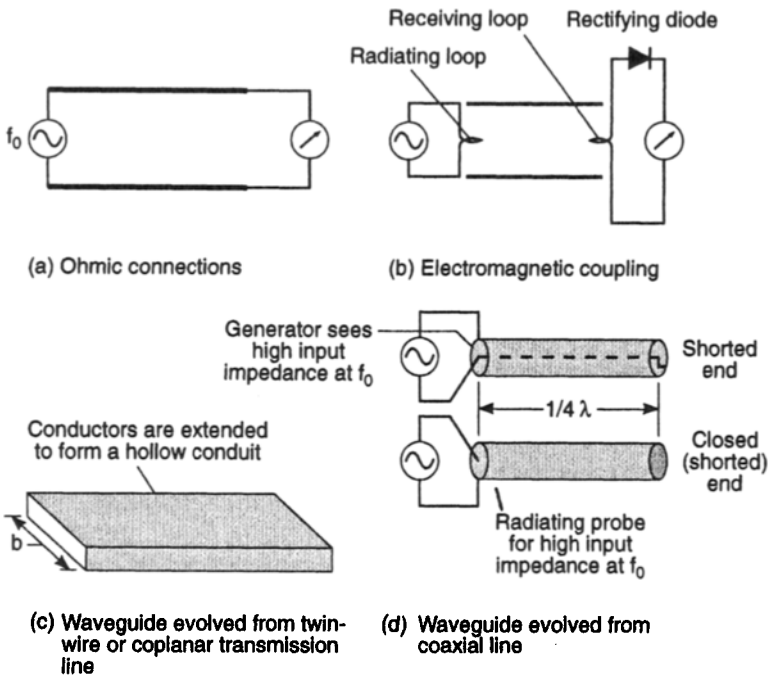 Receiving loop
Rectifying diode
Radiating loop
f₀
(a) Ohmic connections
(b) Electromagnetic coupling
Generator sees
high input
impedance at f₀
Shorted
end
1/4 λ
Conductors are extended
to form a hollow conduit
Closed
(shorted)
end
b
Radiating probe
for high input
impedance at f₀
(c) Waveguide evolved from twin-
wire or coplanar transmission
line
(d) Waveguide evolved from
coaxial line